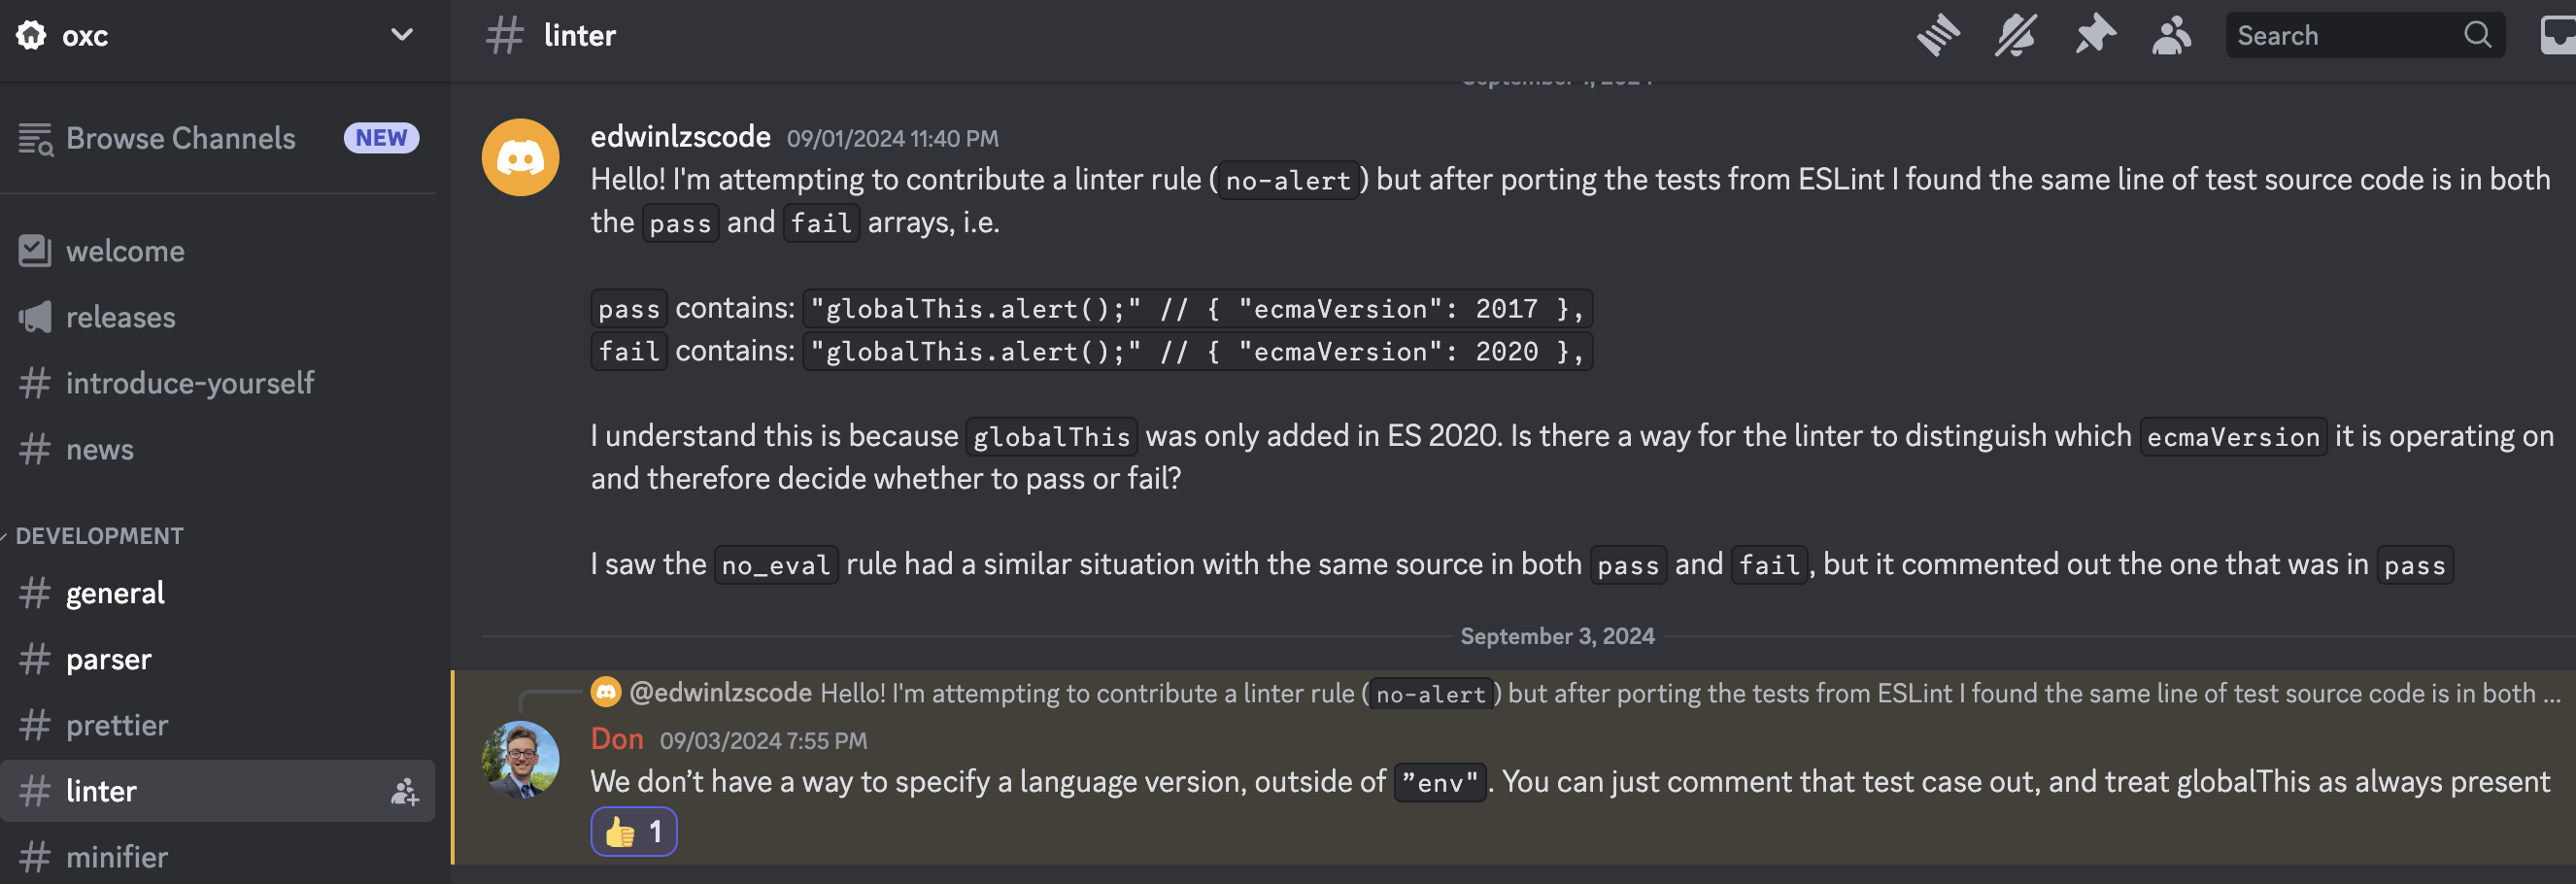 oxc
Browse Channels NEW
welcome
releases
introduce-yourself
news
DEVELOPMENT
general
parser
prettier
linter
minifier
linter
Search
September 1, 2024
edwinlzscode 09/01/2024 11:40 PM
Hello! I'm attempting to contribute a linter rule (no-alert) but after porting the tests from ESLint I found the same line of test source code is in both
the pass and fail arrays, i.e.
pass contains: "globalThis.alert();" // { "ecmaVersion": 2017 },
fail contains: "globalThis.alert();" // { "ecmaVersion": 2020 },
I understand this is because globalThis was only added in ES 2020. Is there a way for the linter to distinguish which ecmaVersion it is operating on
and therefore decide whether to pass or fail?
I saw the no_eval rule had a similar situation with the same source in both pass and fail, but it commented out the one that was in pass
September 3, 2024
@edwinlzscode Hello! I'm attempting to contribute a linter rule (no-alert) but after porting the tests from ESLint I found the same line of test source code is in both ...
Don 09/03/2024 7:55 PM
We don’t have a way to specify a language version, outside of ”env". You can just comment that test case out, and treat globalThis as always present
👍 1